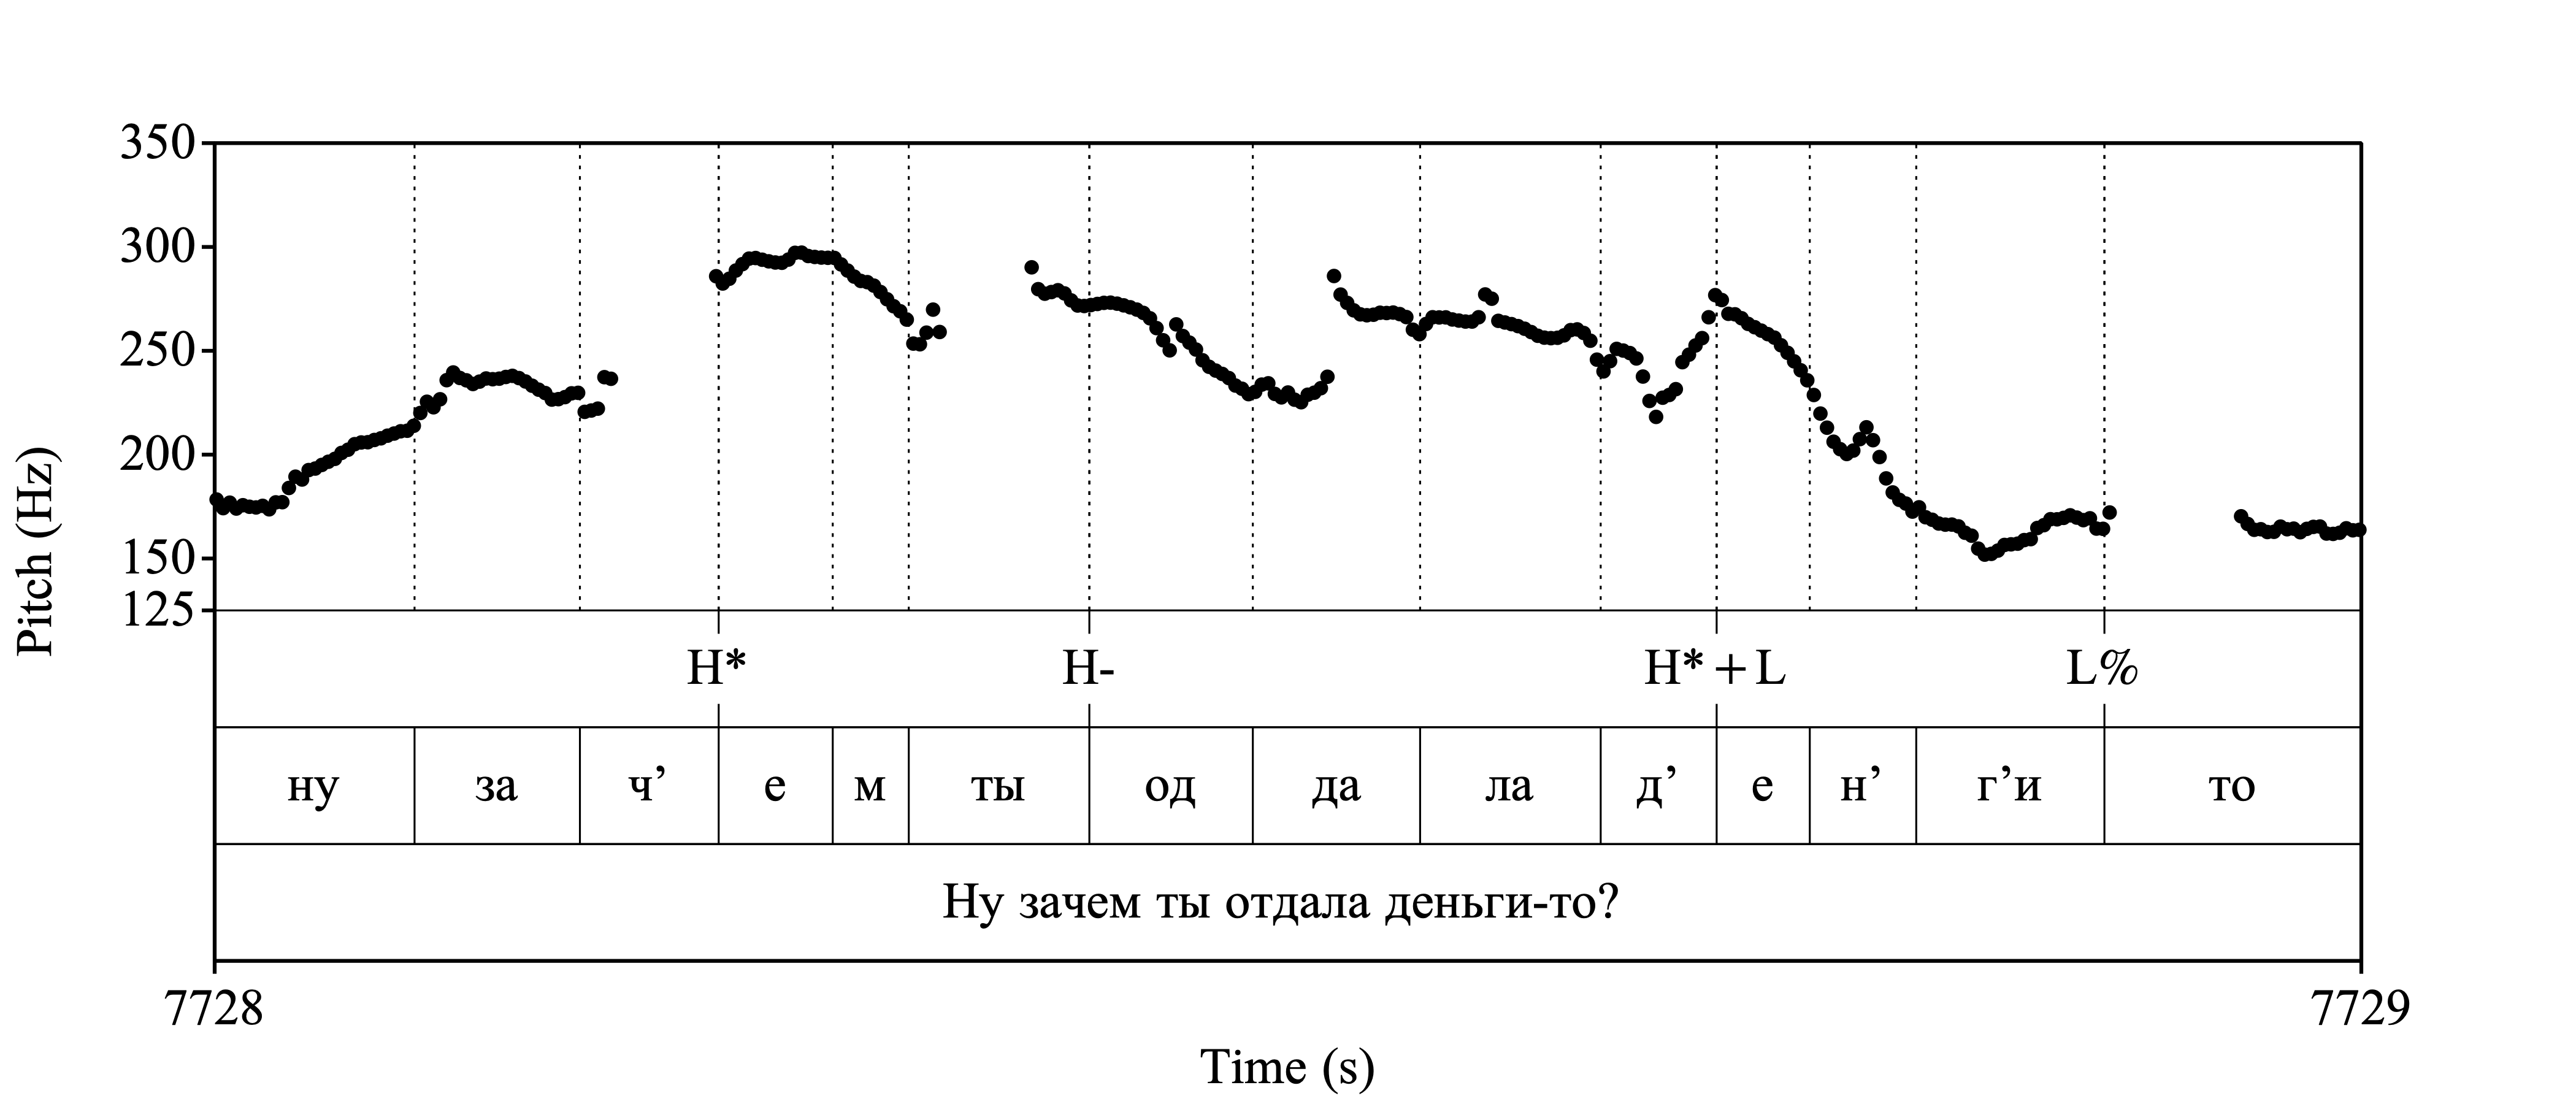 350
300
250
200
150
125
Pitch (Hz)
H* H- H*+L L%
ну за ч’ е м ты од да ла д’ е н’ г’и то
Ну зачем ты отдала деньги-то?
7728 7729
Time (s)